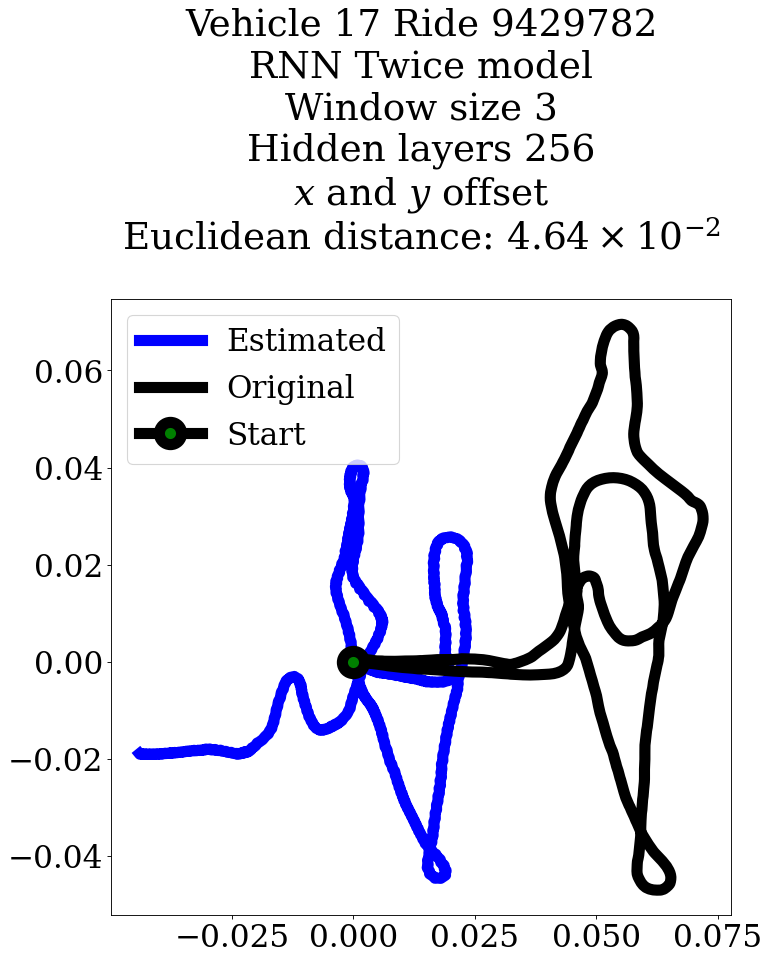 Vehicle 17 Ride 9429782
RNN Twice model
Window size 3
Hidden layers 256
x and y offset
Euclidean distance: 4.64 × 10⁻²
Estimated
Original
Start
0.06
0.04
0.02
0.00
−0.02
−0.04
−0.025 0.000 0.025 0.050 0.075